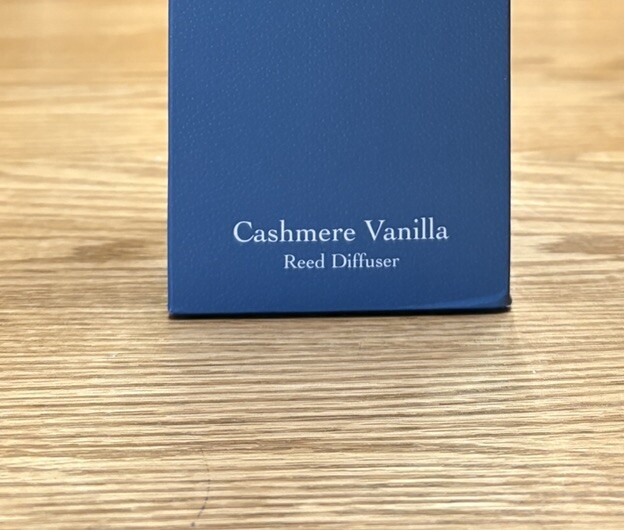 Cashmere Vanilla
Reed Diffuser